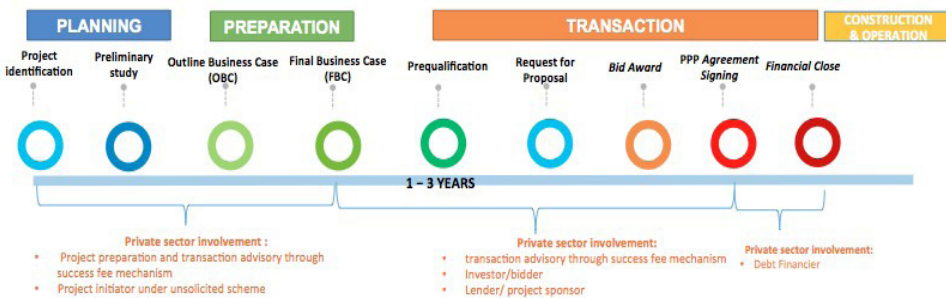 PLANNING
PREPARATION
TRANSACTION
CONSTRUCTION
& OPERATION
Project
identification
Preliminary
study
Outline Business Case
(OBC)
Final Business Case
(FBC)
Prequalification
Request for
Proposal
Bid Award
PPP Agreement
Signing
Financial Close
1 – 3 YEARS
Private sector involvement :
• Project preparation and transaction advisory through
success fee mechanism
• Project initiator under unsolicited scheme
Private sector involvement:
• transaction advisory through success fee mechanism
• Investor/bidder
• Lender/ project sponsor
Private sector involvement:
• Debt Financier